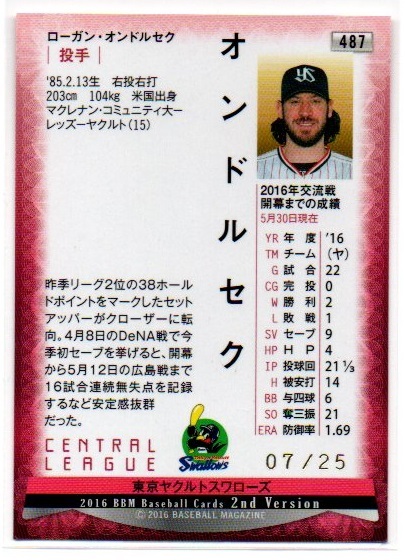 ローガン・オンドルセク
投手
'85.2.13生　右投右打
203cm　104kg　米国出身
マクレナン・コミュニティ大ー
レッズーヤクルト(15)
オンドルセク
487
YS
2016年交流戦
開幕までの成績
5月30日現在
YR 年度 '16
TM チーム (ヤ)
G 試合 22
CG 完投 0
W 勝利 2
L 敗戦 1
SV セーブ 9
HP HP 4
IP 投球回 21 1/3
H 被安打 14
BB 与四球 6
SO 奪三振 21
ERA 防御率 1.69
昨季リーグ2位の38ホール
ドポイントをマークしたセット
アッパーがクローザーに転
向。4月8日のDeNA戦で今
季初セーブを挙げると、開幕
から5月12日の広島戦まで
16試合連続無失点を記録
するなど安定感抜群
だった。
CENTRAL
LEAGUE
Swallows
07/25
東京ヤクルトスワローズ
2016 BBM Baseball Cards 2nd Version
©2016 BASEBALL MAGAZINE